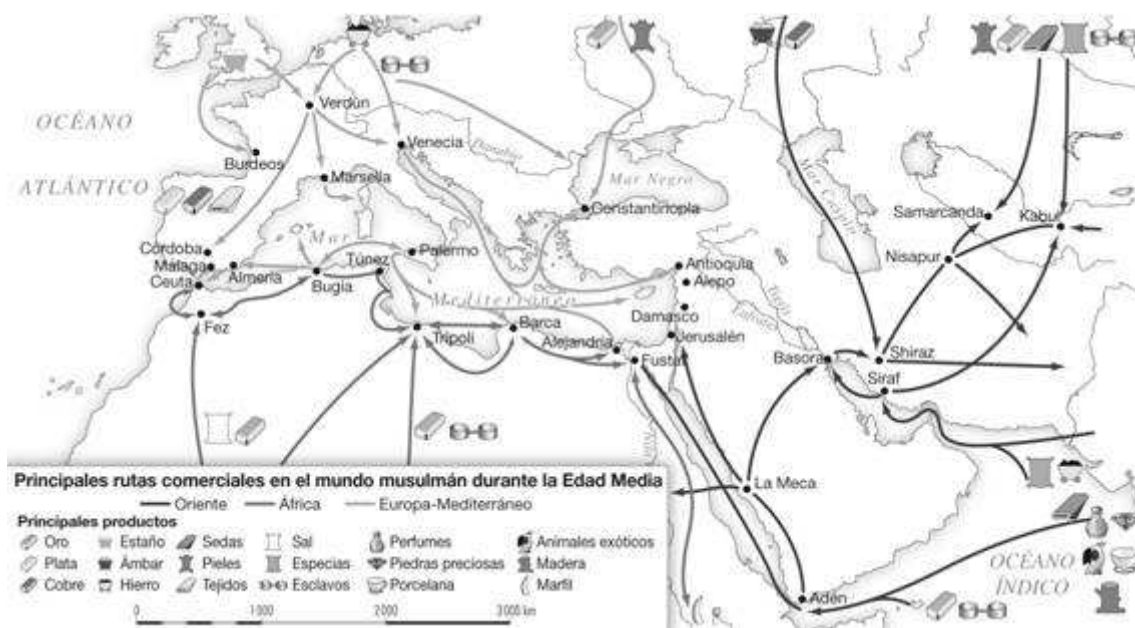 OCÉANO
ATLÁNTICO
Verdún
Burdeos
Venecia
Danubio
Marsella
Mar Negro
Constantinopla
Mar Caspio
Samarcanda
Kabul
Nisapur
Córdoba
Málaga
Ceuta
Almería
Mar
Bugía
Túnez
Palermo
Mediterráneo
Antioquía
Alepo
Tigris
Éufrates
Damasco
Jerusalén
Fez
Trípoli
Barca
Alejandría
Fustat
Basora
Shiraz
Siraf
La Meca
Adén
OCÉANO
ÍNDICO
Principales rutas comerciales en el mundo musulmán durante la Edad Media
Oriente África Europa-Mediterráneo
Principales productos
Oro Estaño Sedas Sal Perfumes Animales exóticos
Plata Ámbar Pieles Especias Piedras preciosas Madera
Cobre Hierro Tejidos Esclavos Porcelana Marfil
0 1000 2000 3000 km